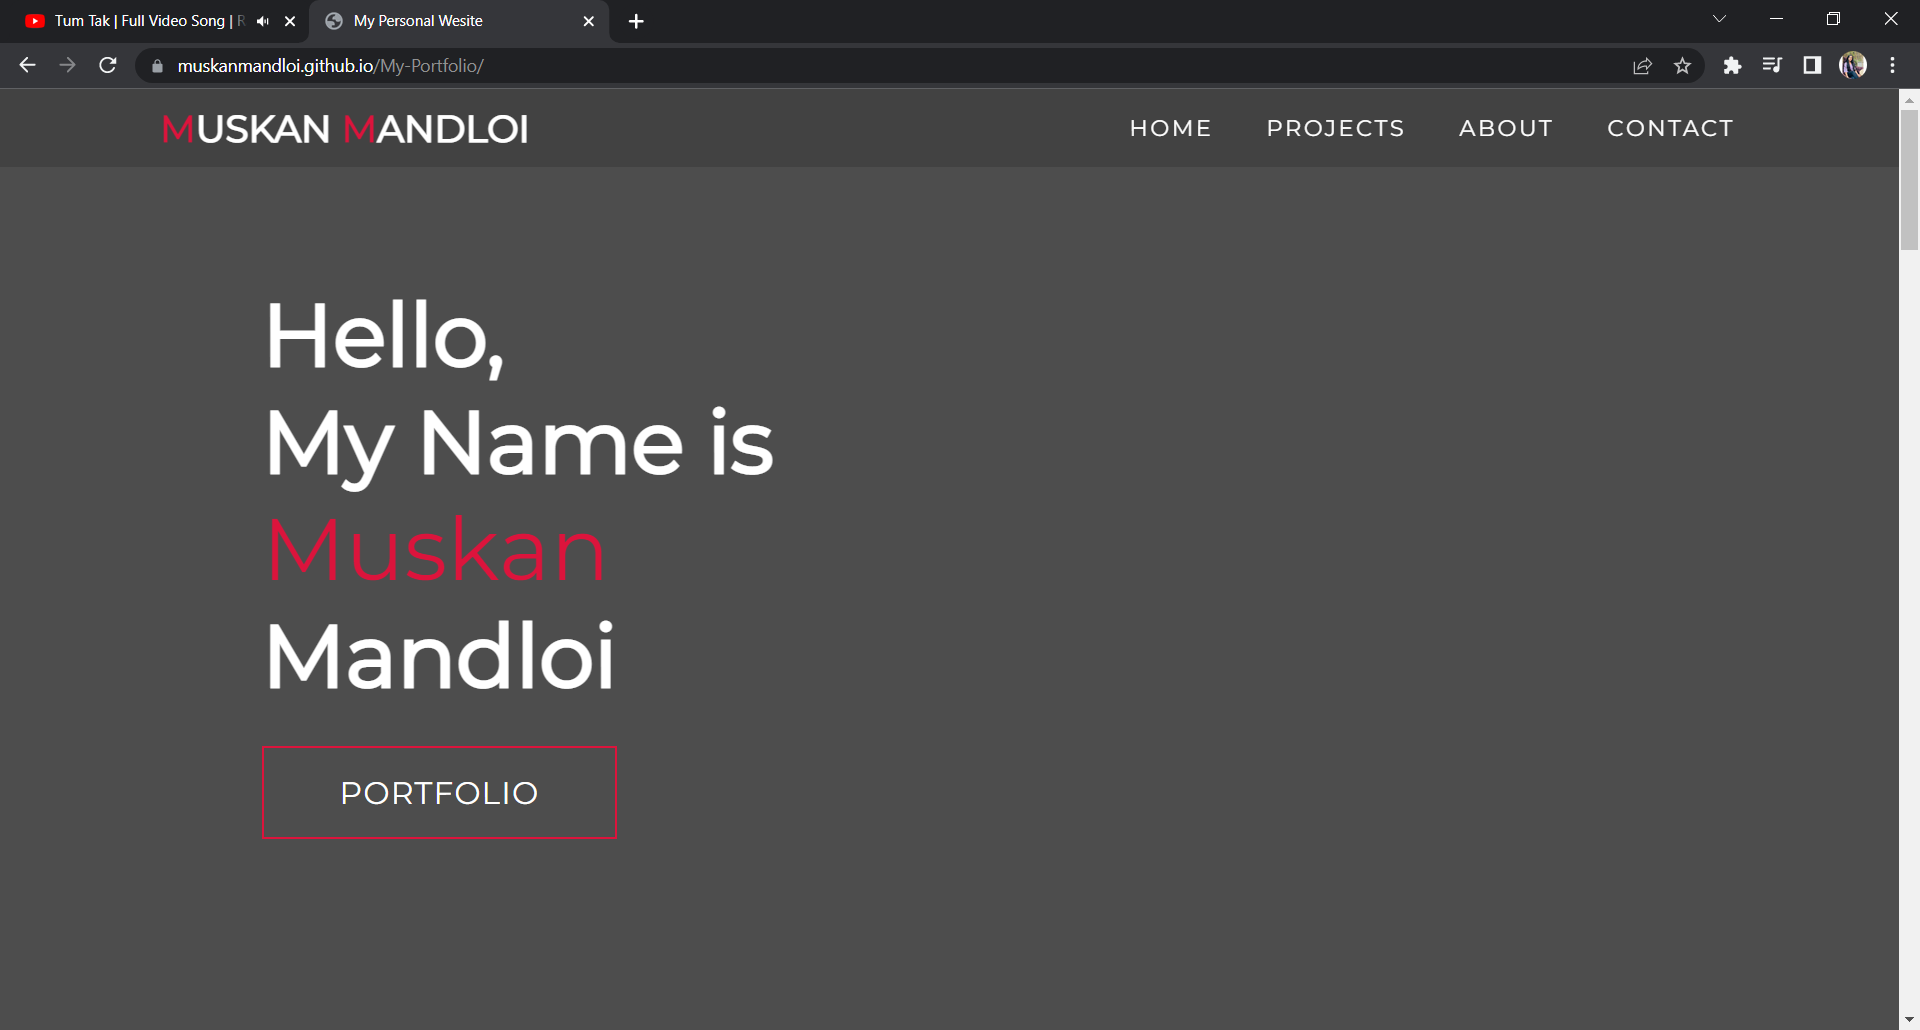 Tum Tak | Full Video Song | R
My Personal Wesite
muskanmandloi.github.io/My-Portfolio/
MUSKAN MANDLOI
HOME PROJECTS ABOUT CONTACT
Hello,
My Name is
Muskan
Mandloi
PORTFOLIO